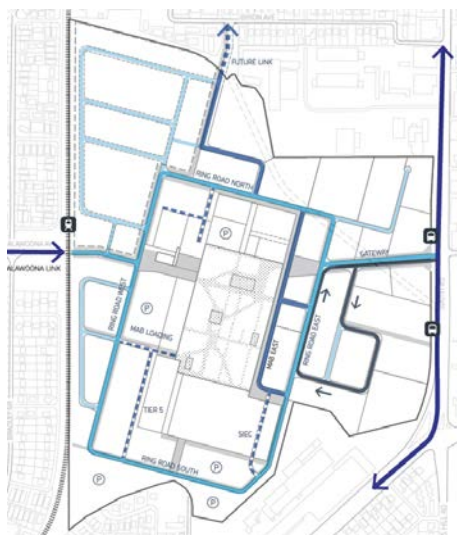 FUTURE LINK
RING ROAD NORTH
P
GATEWAY
ALAWOONA LINK
RING ROAD WEST
P
MAB LOADING
MAB EAST
RING ROAD EAST
TIER 5
SIEC
RING ROAD SOUTH
P
P
P